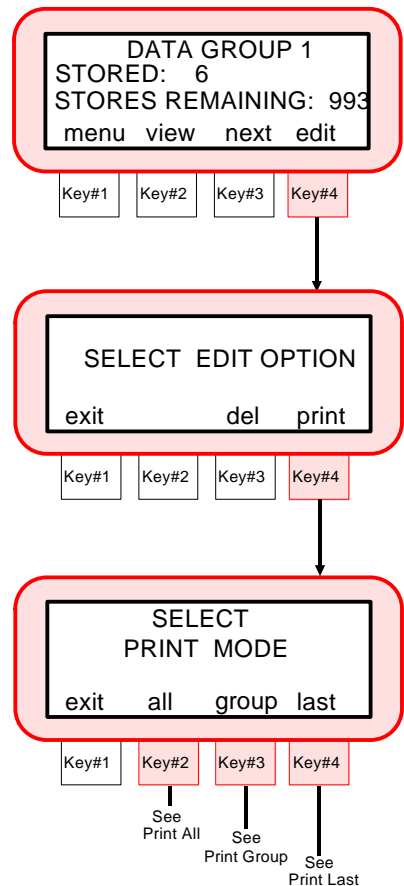 DATA GROUP 1
STORED: 6
STORES REMAINING: 993
menu view next edit
Key#1 Key#2 Key#3 Key#4
SELECT EDIT OPTION
exit del print
Key#1 Key#2 Key#3 Key#4
SELECT
PRINT MODE
exit all group last
Key#1 Key#2 Key#3 Key#4
See
Print All
See
Print Group
See
Print Last